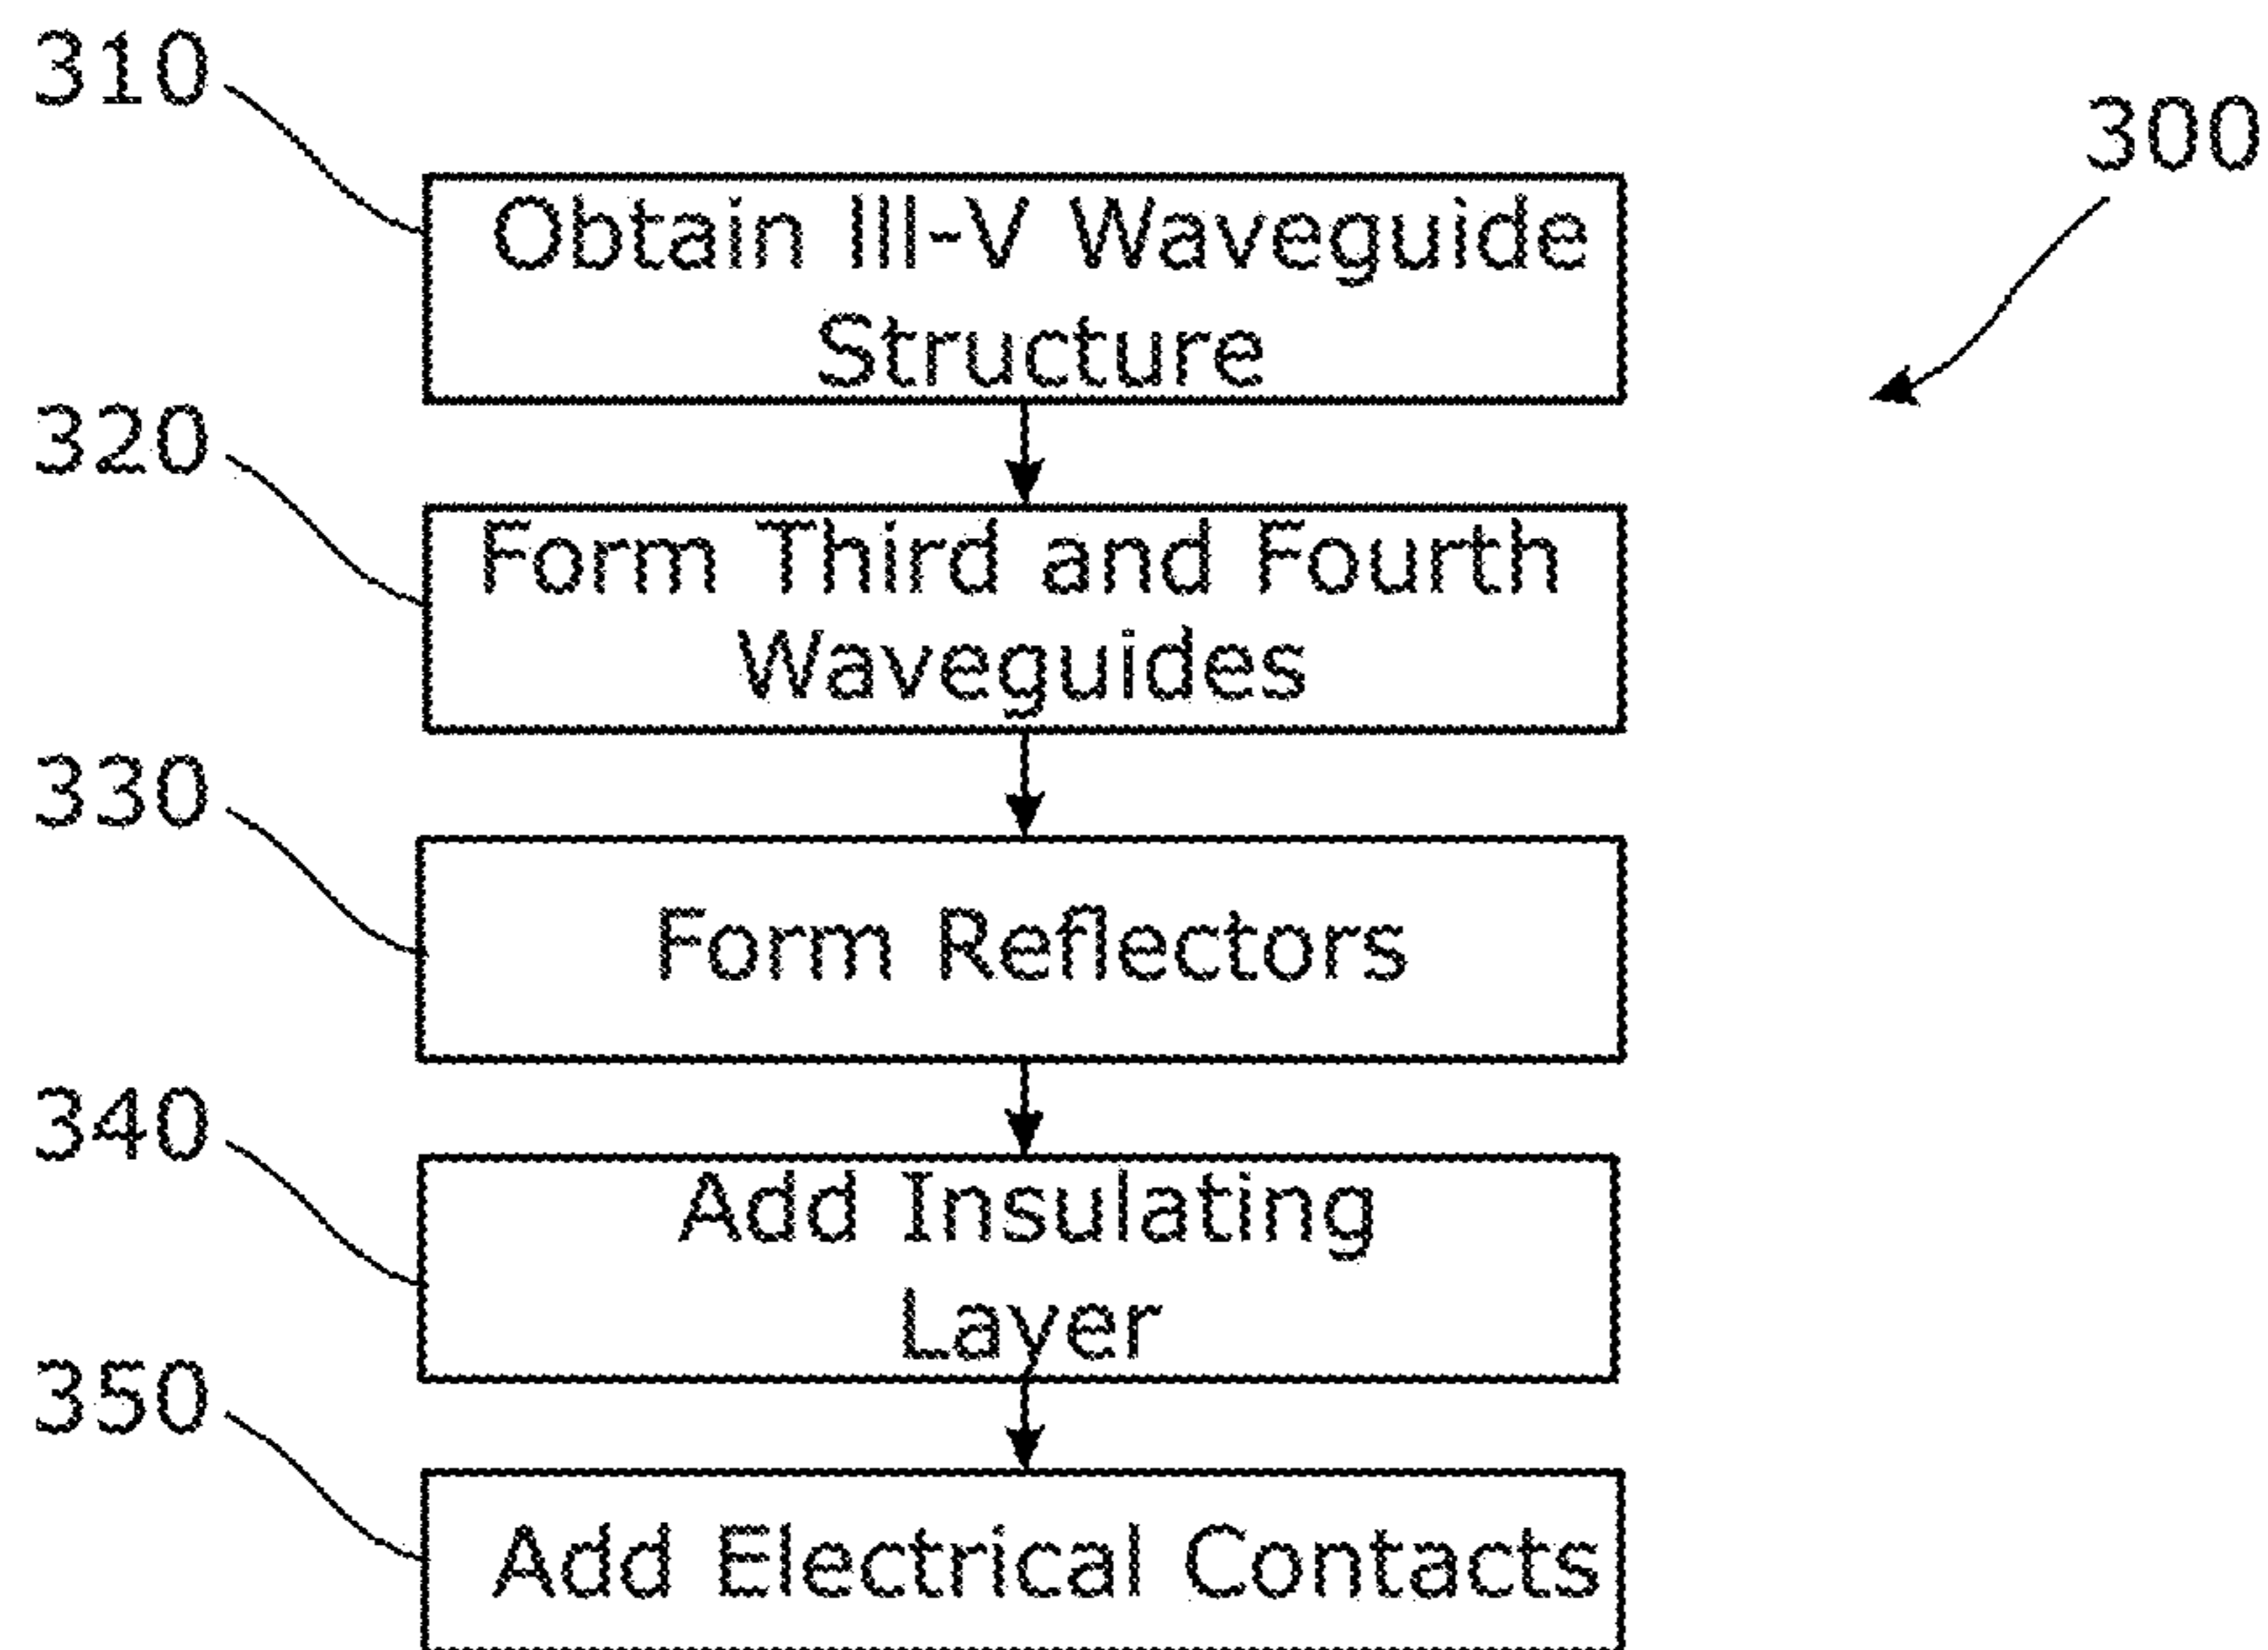 310
300
Obtain III-V Waveguide
Structure
320
Form Third and Fourth
Waveguides
330
Form Reflectors
340
Add Insulating
Layer
350
Add Electrical Contacts